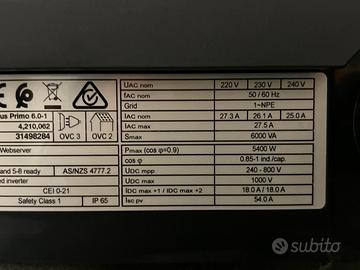 us Primo 6.0-1
4,210,062
31498284
OVC 3
OVC 2
Webserver
and 5-8 ready
AS/NZS 4777.2
ed inverter
CEI 0-21
Safety Class 1
IP 65
UAC nom 220 V 230 V 240 V
fAC nom 50 / 60 Hz
Grid 1~NPE
IAC nom 27.3 A 26.1 A 25.0 A
IAC max 27.5 A
Smax 6000 VA
Pmax (cos φ=0.9) 5400 W
cos φ 0.85-1 ind./cap.
UDC mpp 240 - 800 V
UDC max 1000 V
IDC max +1 / IDC max +2 18.0 A / 18.0 A
Isc pv 54.0 A
subito